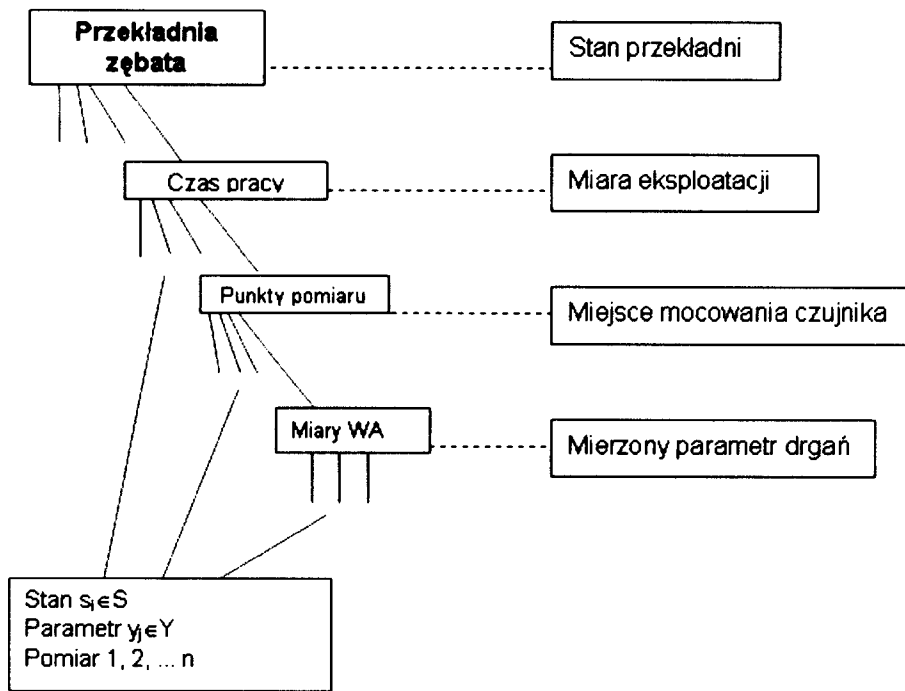 Przekładnia
zębata
Stan przekładni
Czas pracy
Miara eksploatacji
Punkty pomiaru
Miejsce mocowania czujnika
Miary WA
Mierzony parametr drgań
Stan sᵢ∈S
Parametr yⱼ∈Y
Pomiar 1, 2, ... n